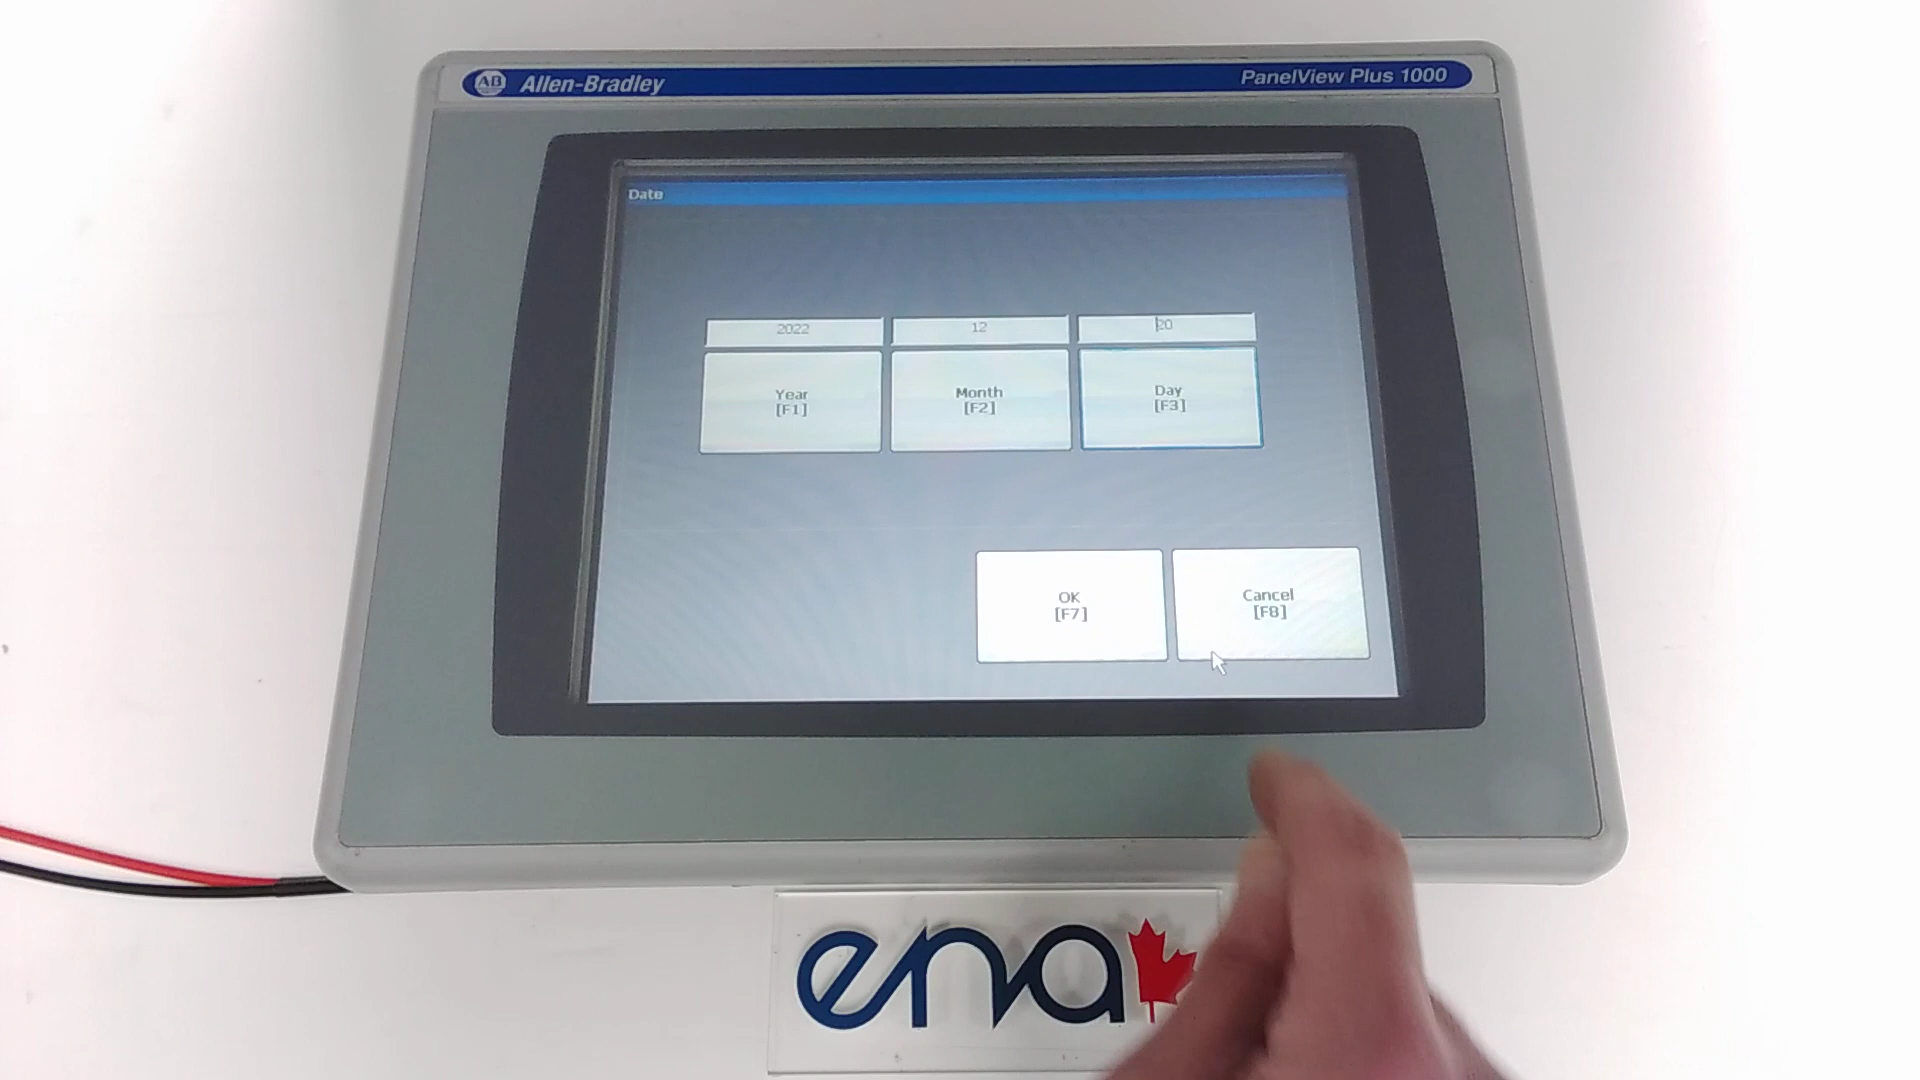 AB Allen-Bradley
PanelView Plus 1000
Date
2022 12 20
Year
[F1]
Month
[F2]
Day
[F3]
OK
[F7]
Cancel
[F8]
ena